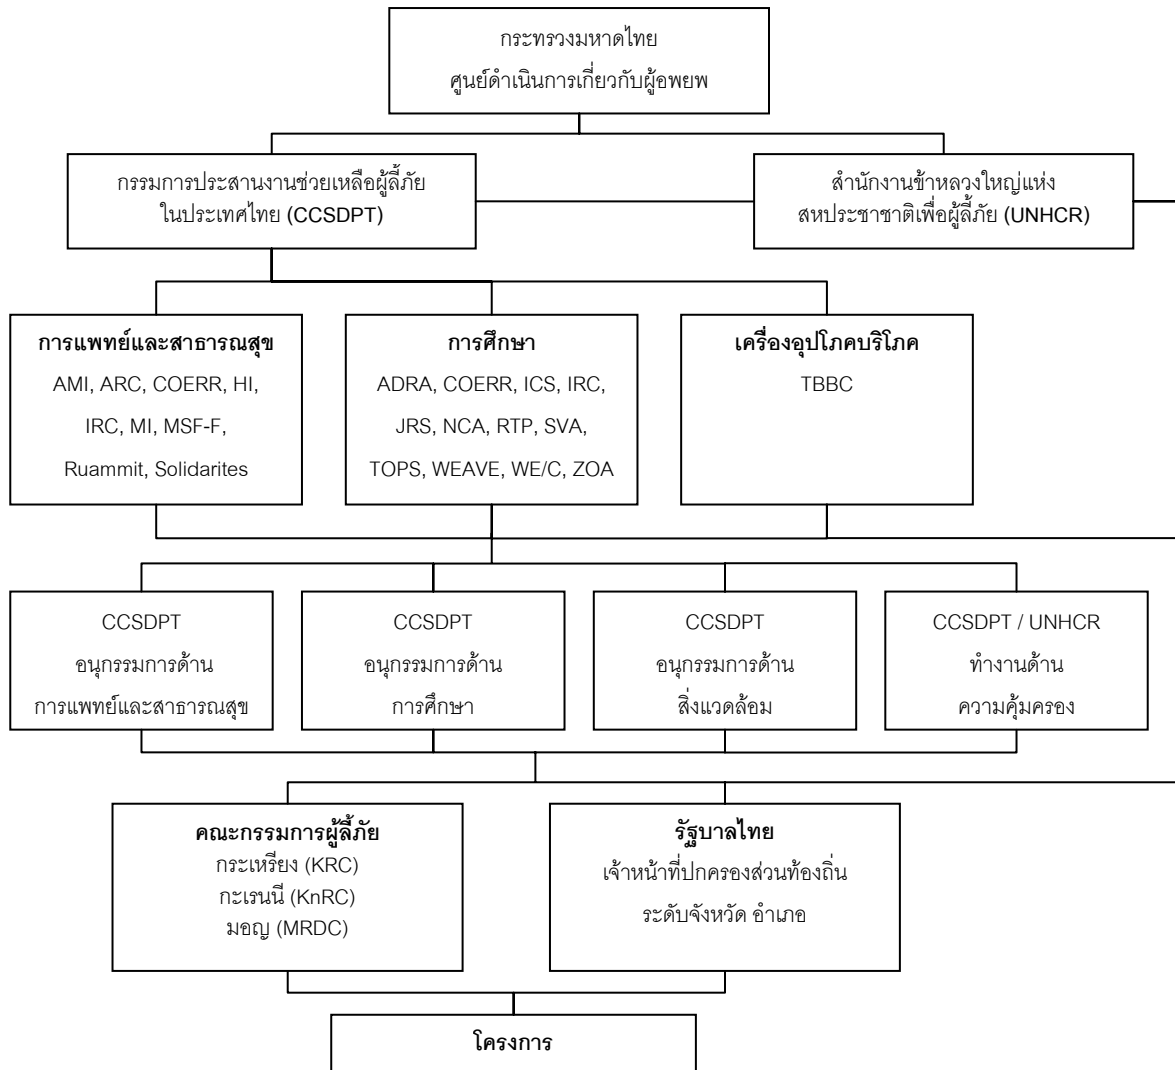 กระทรวงมหาดไทย
ศูนย์ดำเนินการเกี่ยวกับผู้อพยพ
กรรมการประสานงานช่วยเหลือผู้ลี้ภัย
ในประเทศไทย (CCSDPT)
สำนักงานข้าหลวงใหญ่แห่ง
สหประชาชาติเพื่อผู้ลี้ภัย (UNHCR)
การแพทย์และสาธารณสุข
AMI, ARC, COERR, HI,
IRC, MI, MSF-F,
Ruammit, Solidarites
การศึกษา
ADRA, COERR, ICS, IRC,
JRS, NCA, RTP, SVA,
TOPS, WEAVE, WE/C, ZOA
เครื่องอุปโภคบริโภค
TBBC
CCSDPT
อนุกรรมการด้าน
การแพทย์และสาธารณสุข
CCSDPT
อนุกรรมการด้าน
การศึกษา
CCSDPT
อนุกรรมการด้าน
สิ่งแวดล้อม
CCSDPT / UNHCR
ทำงานด้าน
ความคุ้มครอง
คณะกรรมการผู้ลี้ภัย
กระเหรี่ยง (KRC)
กะเรนนี (KnRC)
มอญ (MRDC)
รัฐบาลไทย
เจ้าหน้าที่ปกครองส่วนท้องถิ่น
ระดับจังหวัด อำเภอ
โครงการ